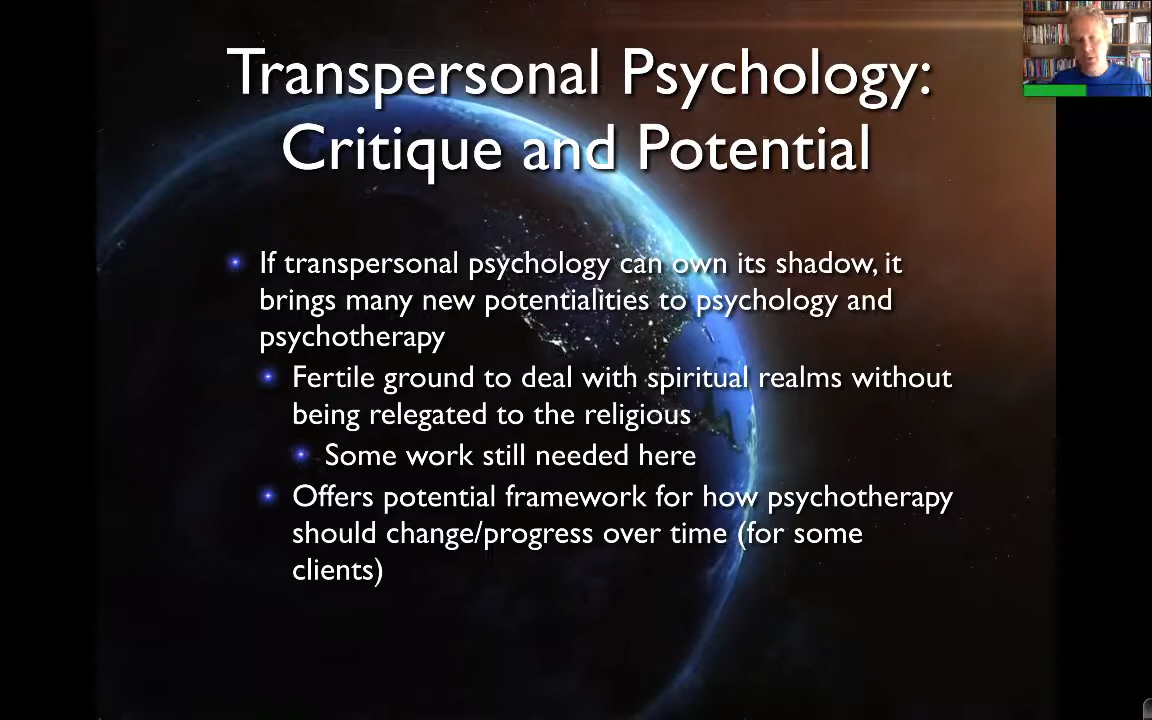 Transpersonal Psychology:
Critique and Potential
If transpersonal psychology can own its shadow, it
brings many new potentialities to psychology and
psychotherapy
Fertile ground to deal with spiritual realms without
being relegated to the religious
Some work still needed here
Offers potential framework for how psychotherapy
should change/progress over time (for some
clients)